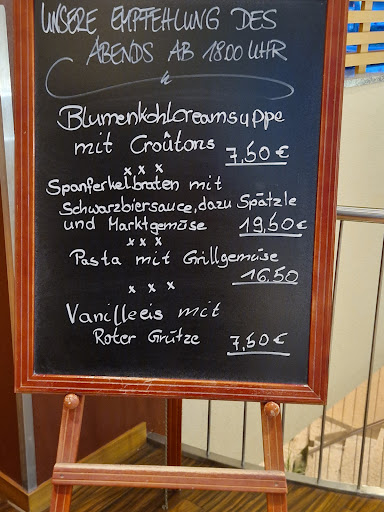 UNSERE EMPFEHLUNG DES
ABENDS AB 18.00 UHR
Blumenkohlcreamsuppe
mit Croûtons 7,50 €
x x x
Spanferkelbraten mit
Schwarzbiersauce, dazu Spätzle
und Marktgemüse 19,50 €
x x x
Pasta mit Grillgemüse
16,50
x x x
Vanilleeis mit
Roter Grütze 7,50 €